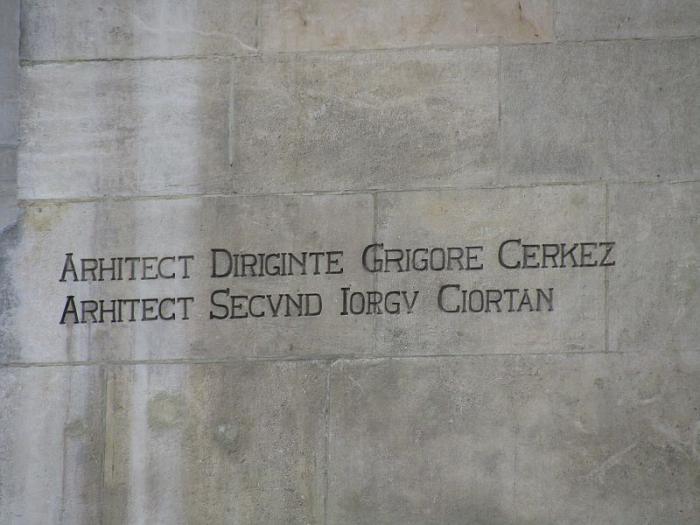 Arhitect Diriginte Grigore Cerkez
Arhitect Secvnd Iorgv Ciortan